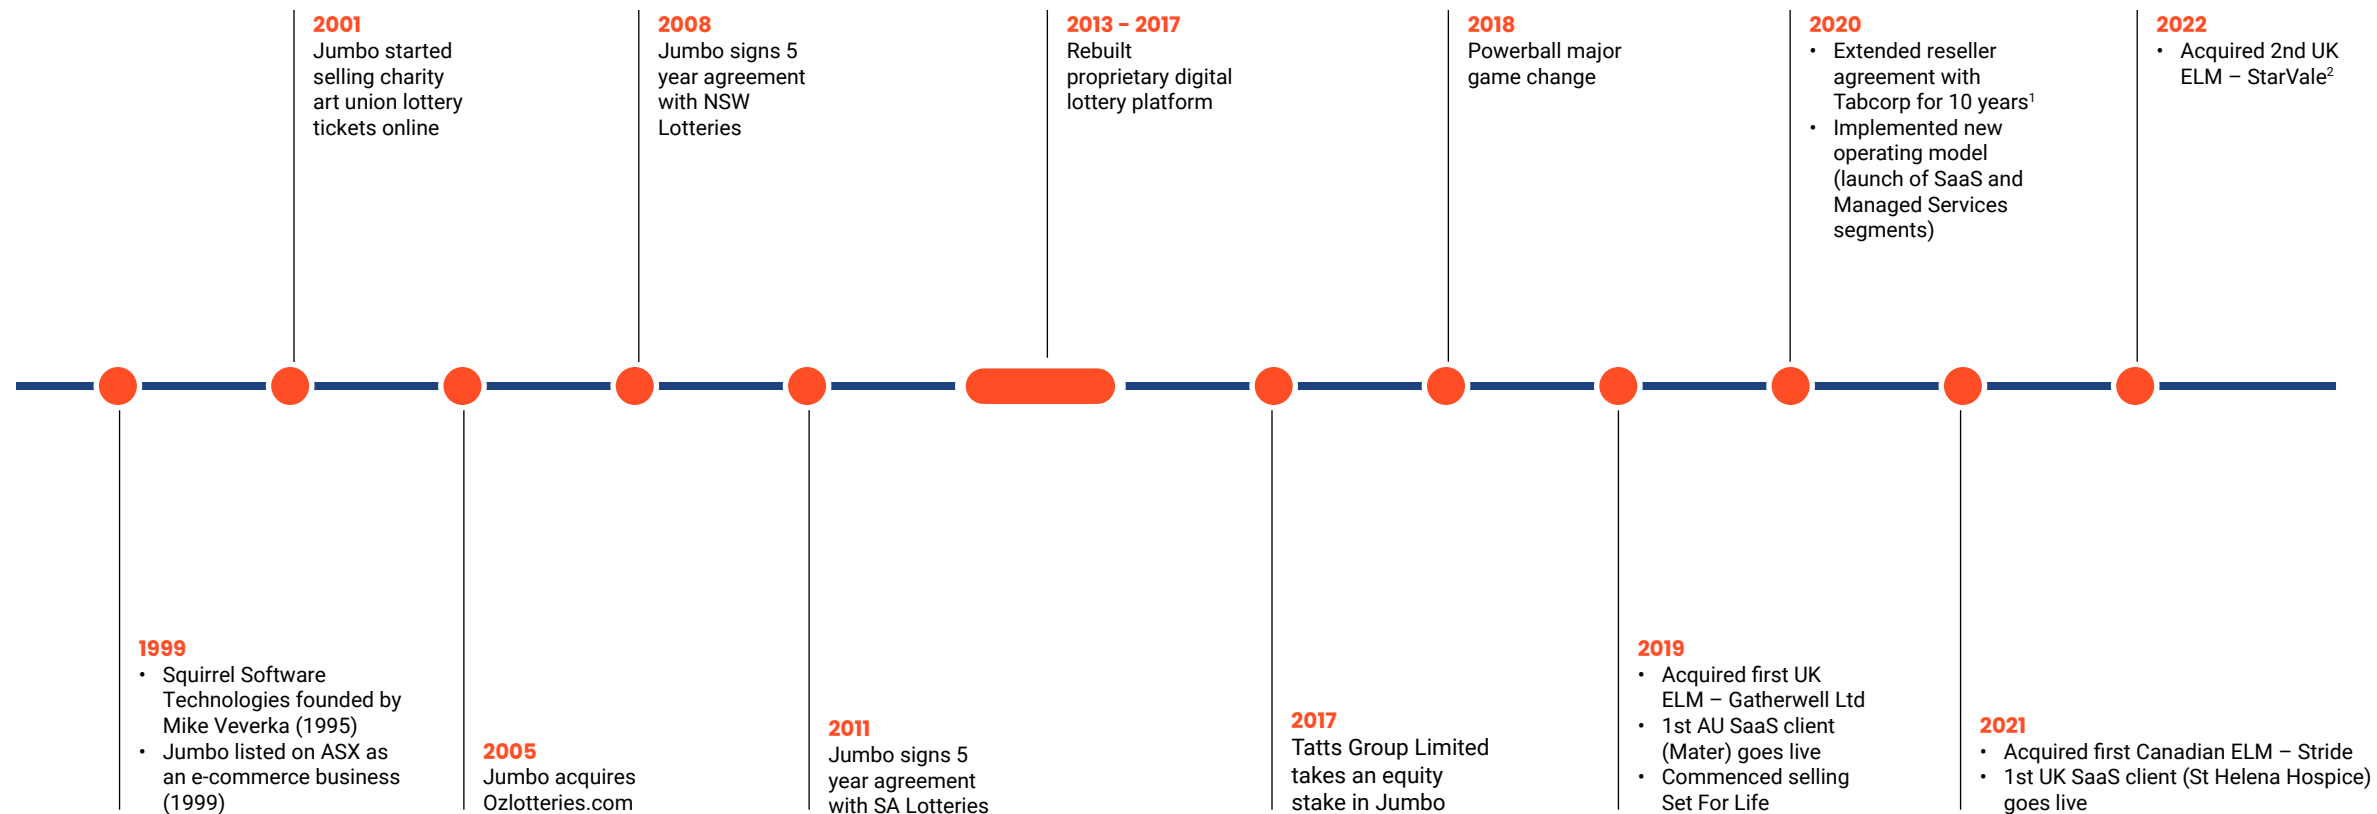 2001
Jumbo started
selling charity
art union lottery
tickets online
2008
Jumbo signs 5
year agreement
with NSW
Lotteries
2013 – 2017
Rebuilt
proprietary digital
lottery platform
2018
Powerball major
game change
2020
• Extended reseller
agreement with
Tabcorp for 10 years¹
• Implemented new
operating model
(launch of SaaS and
Managed Services
segments)
2022
• Acquired 2nd UK
ELM – StarVale²
1999
• Squirrel Software
Technologies founded by
Mike Veverka (1995)
• Jumbo listed on ASX as
an e-commerce business
(1999)
2005
Jumbo acquires
Ozlotteries.com
2011
Jumbo signs 5
year agreement
with SA Lotteries
2017
Tatts Group Limited
takes an equity
stake in Jumbo
2019
• Acquired first UK
ELM – Gatherwell Ltd
• 1st AU SaaS client
(Mater) goes live
• Commenced selling
Set For Life
2021
• Acquired first Canadian ELM – Stride
• 1st UK SaaS client (St Helena Hospice)
goes live